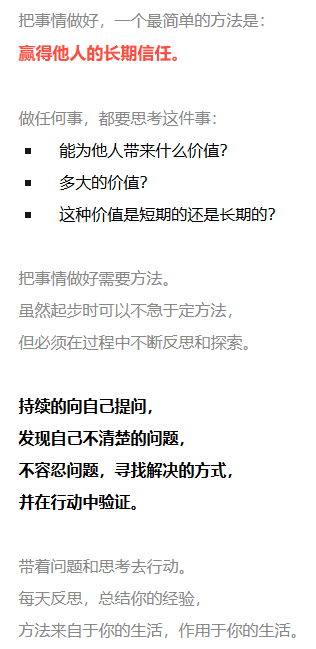 把事情做好，一个最简单的方法是：
赢得他人的长期信任。
做任何事，都要思考这件事：
▪ 能为他人带来什么价值？
▪ 多大的价值？
▪ 这种价值是短期的还是长期的？
把事情做好需要方法。
虽然起步时可以不急于定方法，
但必须在过程中不断反思和探索。
持续的向自己提问，
发现自己不清楚的问题，
不容忍问题，寻找解决的方式，
并在行动中验证。
带着问题和思考去行动。
每天反思，总结你的经验，
方法来自于你的生活，作用于你的生活。